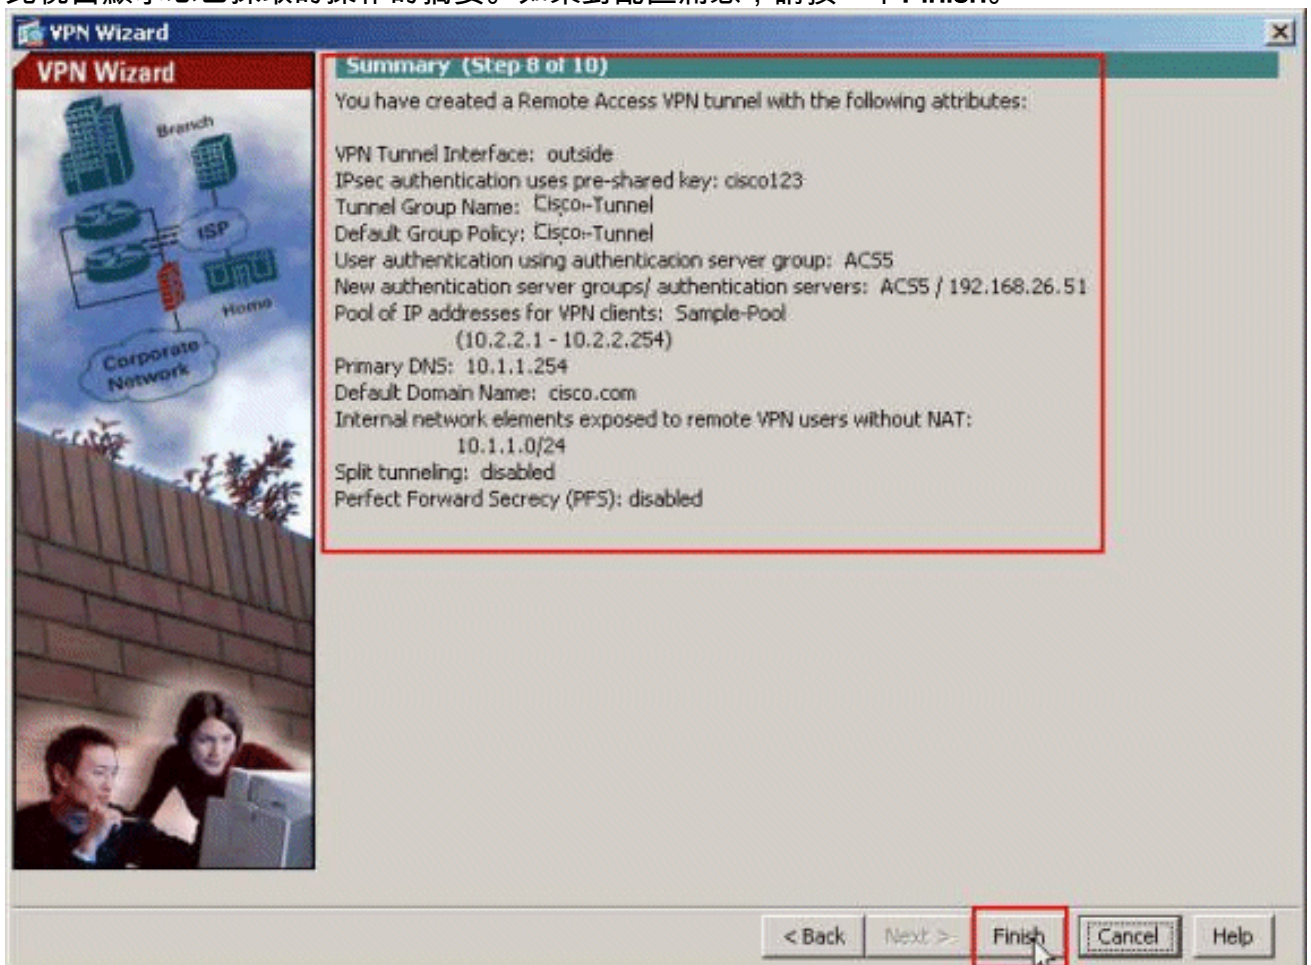 VPN Wizard
VPN Wizard
Branch
ISP
Home
Corporate
Network
Summary (Step 8 of 10)
You have created a Remote Access VPN tunnel with the following attributes:
VPN Tunnel Interface: outside
IPsec authentication uses pre-shared key: cisco123
Tunnel Group Name: Cisco-Tunnel
Default Group Policy: Cisco-Tunnel
User authentication using authentication server group: ACS5
New authentication server groups/ authentication servers: ACS5 / 192.168.26.51
Pool of IP addresses for VPN clients: Sample-Pool
(10.2.2.1 - 10.2.2.254)
Primary DNS: 10.1.1.254
Default Domain Name: cisco.com
Internal network elements exposed to remote VPN users without NAT:
10.1.1.0/24
Split tunneling: disabled
Perfect Forward Secrecy (PFS): disabled
< Back Next > Finish Cancel Help